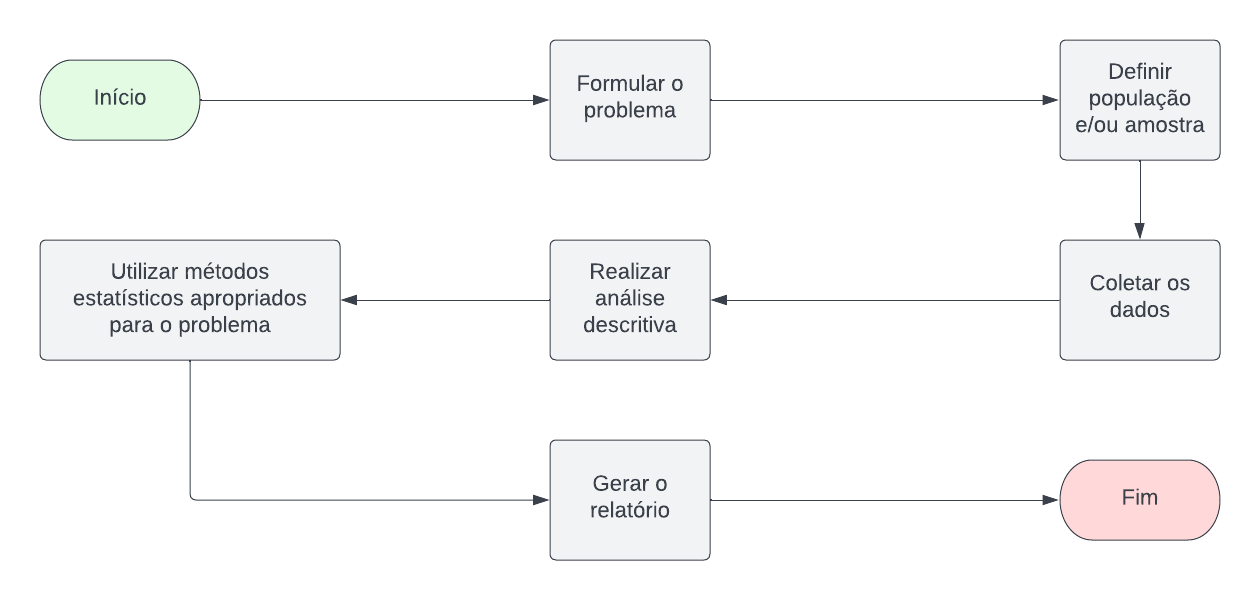 Início
Formular o
problema
Definir
população
e/ou amostra
Coletar os
dados
Realizar
análise
descritiva
Utilizar métodos
estatísticos apropriados
para o problema
Gerar o
relatório
Fim